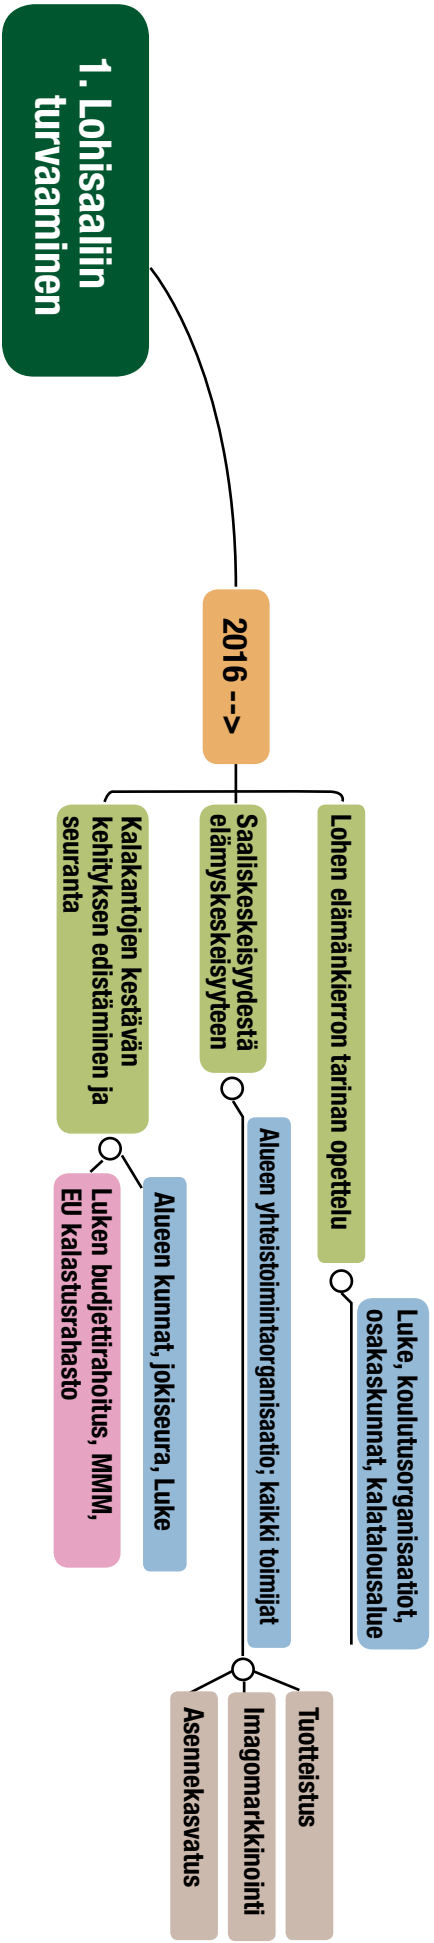 1. Lohisaaliin
turvaaminen
2016 -->
Lohen elämänkierron tarinan opettelu
Luke, koulutusorganisaatiot,
osakaskunnat, kalatalousalue
Saaliskeskeisyydestä
elämyskeskeisyyteen
Alueen yhteistoimintaorganisaatio; kaikki toimijat
Tuotteistus
Imagomarkkinointi
Asennekasvatus
Kalakantojen kestävän
kehityksen edistäminen ja
seuranta
Alueen kunnat, jokiseura, Luke
Luken budjettirahoitus, MMM,
EU kalastusrahasto